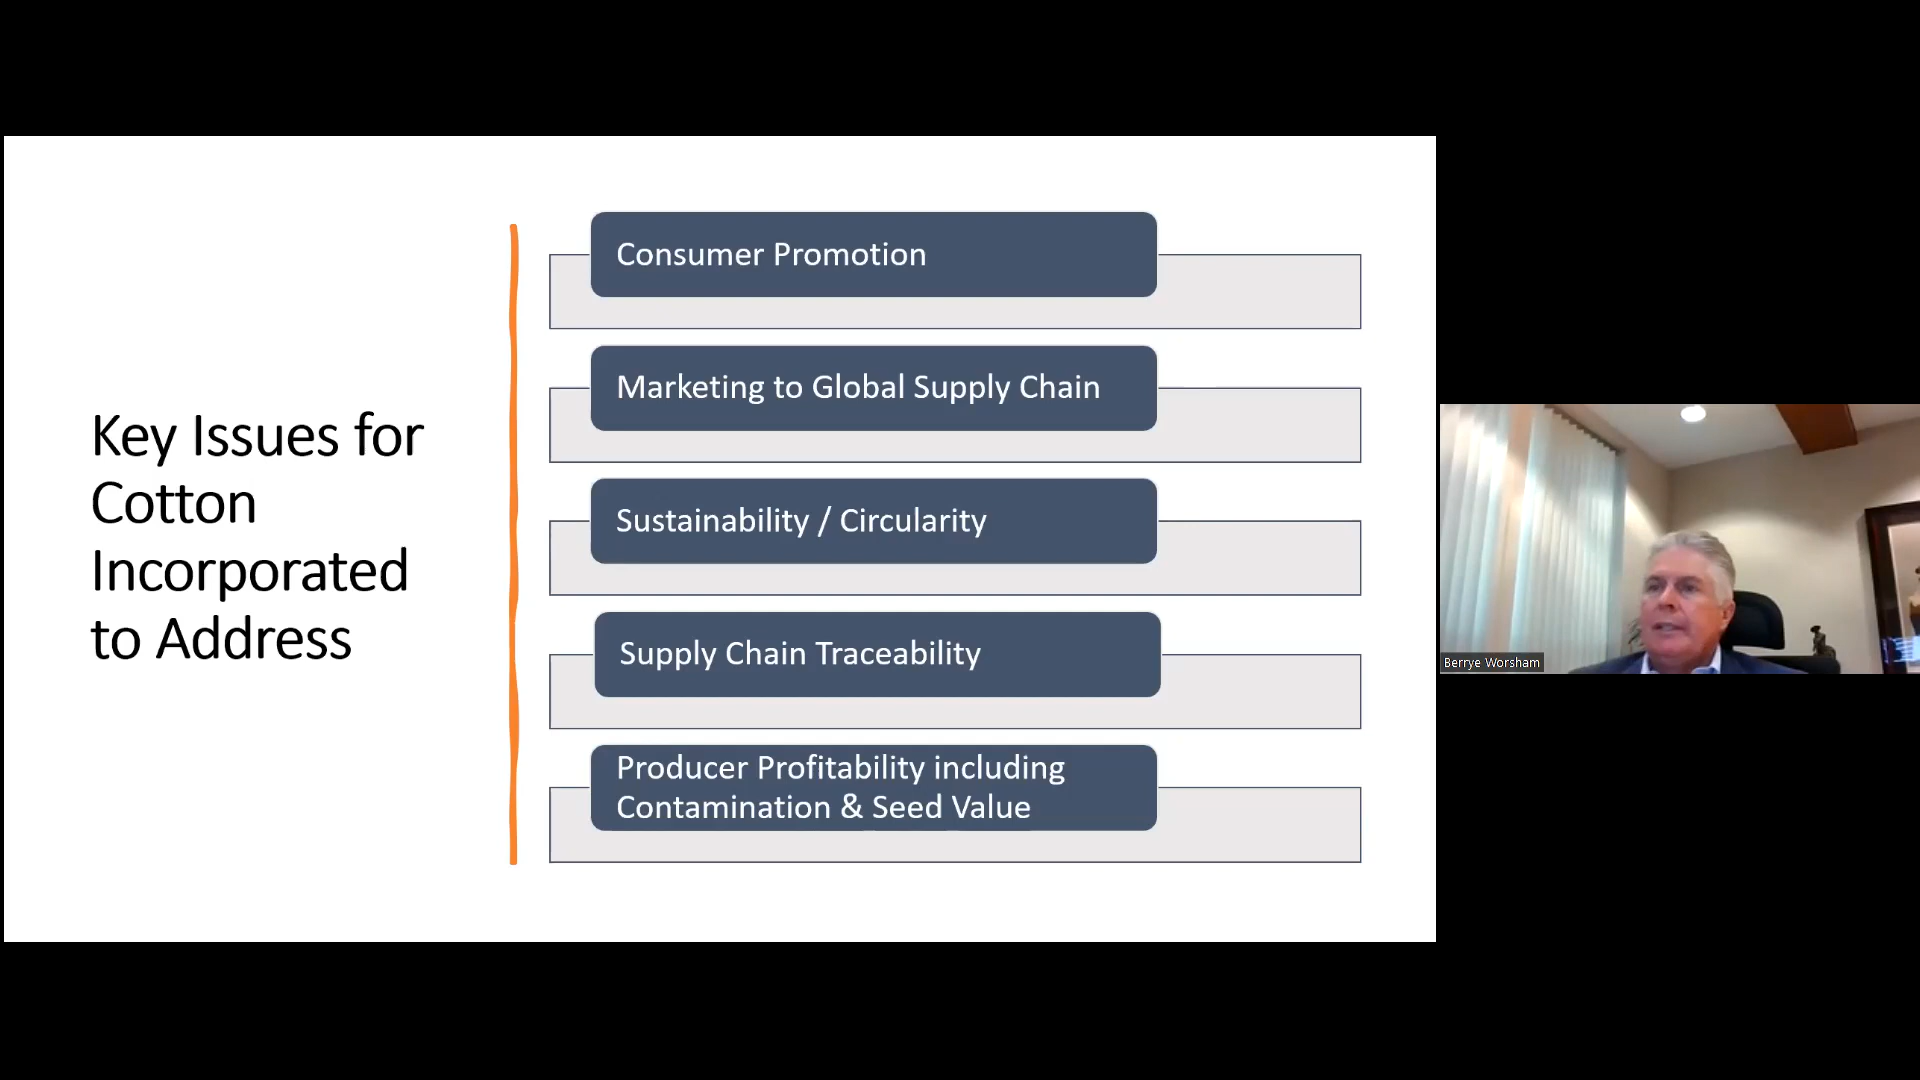 Key Issues for
Cotton
Incorporated
to Address
Consumer Promotion
Marketing to Global Supply Chain
Sustainability / Circularity
Supply Chain Traceability
Producer Profitability including
Contamination & Seed Value
Berrye Worsham